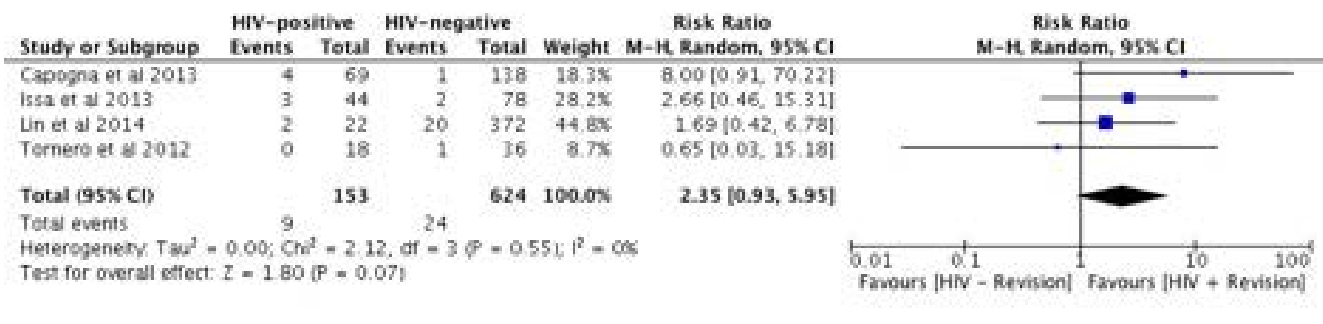 HIV-positive HIV-negative Risk Ratio Risk Ratio
Study or Subgroup Events Total Events Total Weight M-H, Random, 95% CI M-H, Random, 95% CI
Capogna et al 2013 4 69 1 138 18.3% 8.00 [0.91, 70.22]
Issa et al 2013 3 44 2 78 28.2% 2.66 [0.46, 15.31]
Lin et al 2014 2 22 20 372 44.8% 1.69 [0.42, 6.78]
Tornero et al 2012 0 18 1 36 8.7% 0.65 [0.03, 15.18]
Total (95% CI) 153 624 100.0% 2.35 [0.93, 5.95]
Total events 9 24
Heterogeneity: Tau² = 0.00; Chi² = 2.12, df = 3 (P = 0.55); I² = 0%
Test for overall effect: Z = 1.80 (P = 0.07)
0.01 0.1 1 10 100
Favours [HIV - Revision] Favours [HIV + Revision]